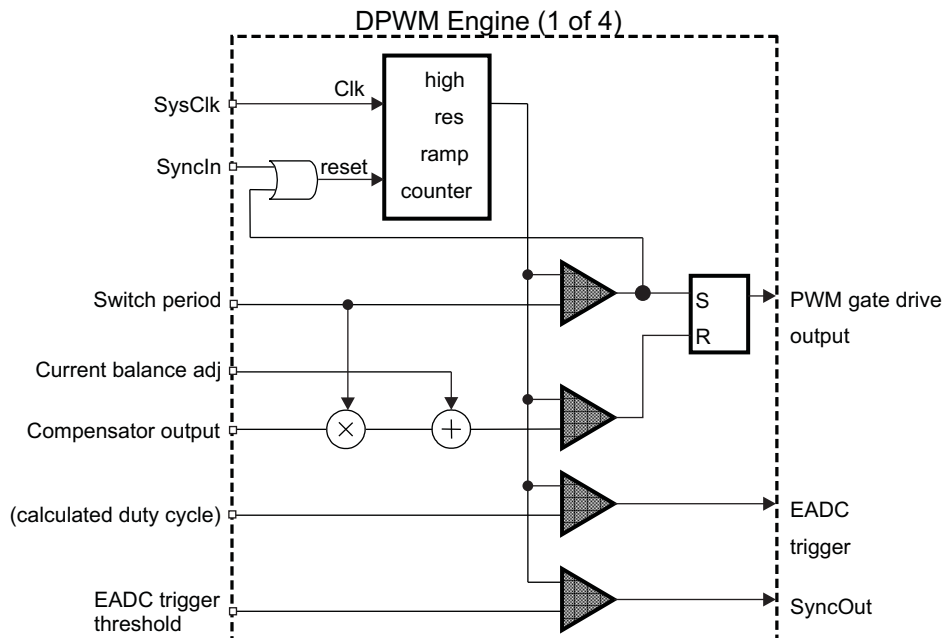 DPWM Engine (1 of 4)
SysClk
Clk
high
res
ramp
counter
SyncIn
reset
Switch period
S
R
PWM gate drive
output
Current balance adj
Compensator output
×
+
(calculated duty cycle)
EADC
trigger
EADC trigger
threshold
SyncOut